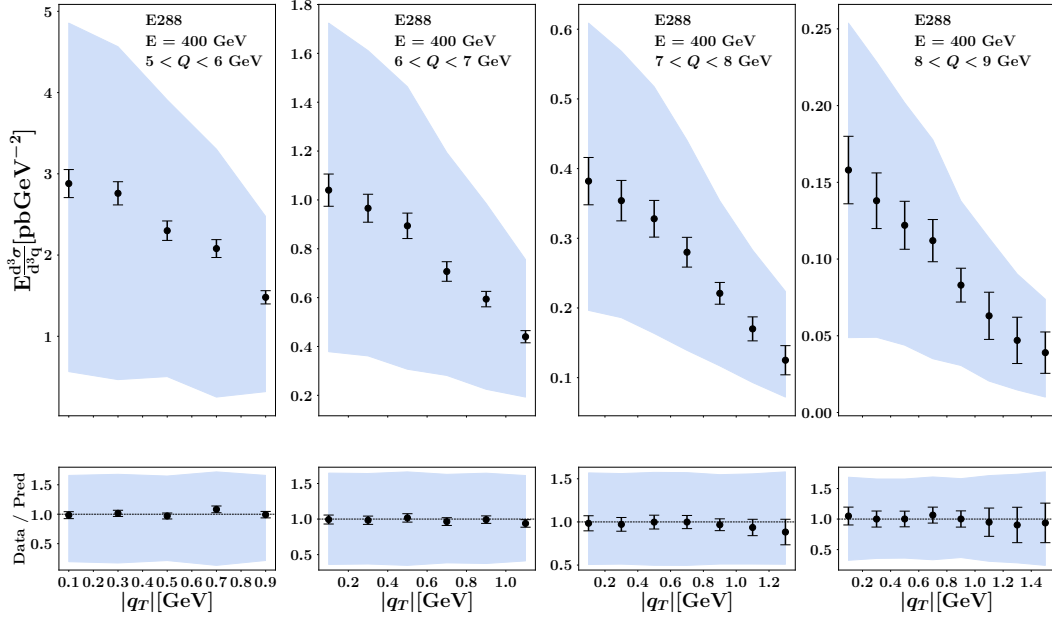 E d³σ/d³q [pbGeV⁻²]
5
4
3
2
1
E288
E = 400 GeV
5 < Q < 6 GeV
1.8
1.6
1.4
1.2
1.0
0.8
0.6
0.4
0.2
E288
E = 400 GeV
6 < Q < 7 GeV
0.6
0.5
0.4
0.3
0.2
0.1
E288
E = 400 GeV
7 < Q < 8 GeV
0.25
0.20
0.15
0.10
0.05
0.00
E288
E = 400 GeV
8 < Q < 9 GeV
Data / Pred
1.5
1.0
0.5
0.1 0.2 0.3 0.4 0.5 0.6 0.7 0.8 0.9
|q_T|[GeV]
1.5
1.0
0.5
0.2 0.4 0.6 0.8 1.0
|q_T|[GeV]
1.5
1.0
0.5
0.2 0.4 0.6 0.8 1.0 1.2
|q_T|[GeV]
1.5
1.0
0.5
0.2 0.4 0.6 0.8 1.0 1.2 1.4
|q_T|[GeV]